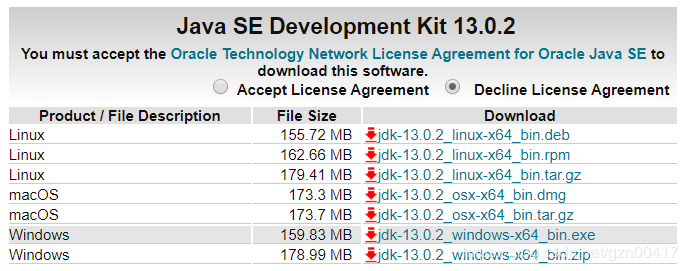 Java SE Development Kit 13.0.2
You must accept the Oracle Technology Network License Agreement for Oracle Java SE to
download this software.
Accept License Agreement Decline License Agreement
Product / File Description File Size Download
Linux 155.72 MB jdk-13.0.2_linux-x64_bin.deb
Linux 162.66 MB jdk-13.0.2_linux-x64_bin.rpm
Linux 179.41 MB jdk-13.0.2_linux-x64_bin.tar.gz
macOS 173.3 MB jdk-13.0.2_osx-x64_bin.dmg
macOS 173.7 MB jdk-13.0.2_osx-x64_bin.tar.gz
Windows 159.83 MB jdk-13.0.2_windows-x64_bin.exe
Windows 178.99 MB jdk-13.0.2_windows-x64_bin.zip